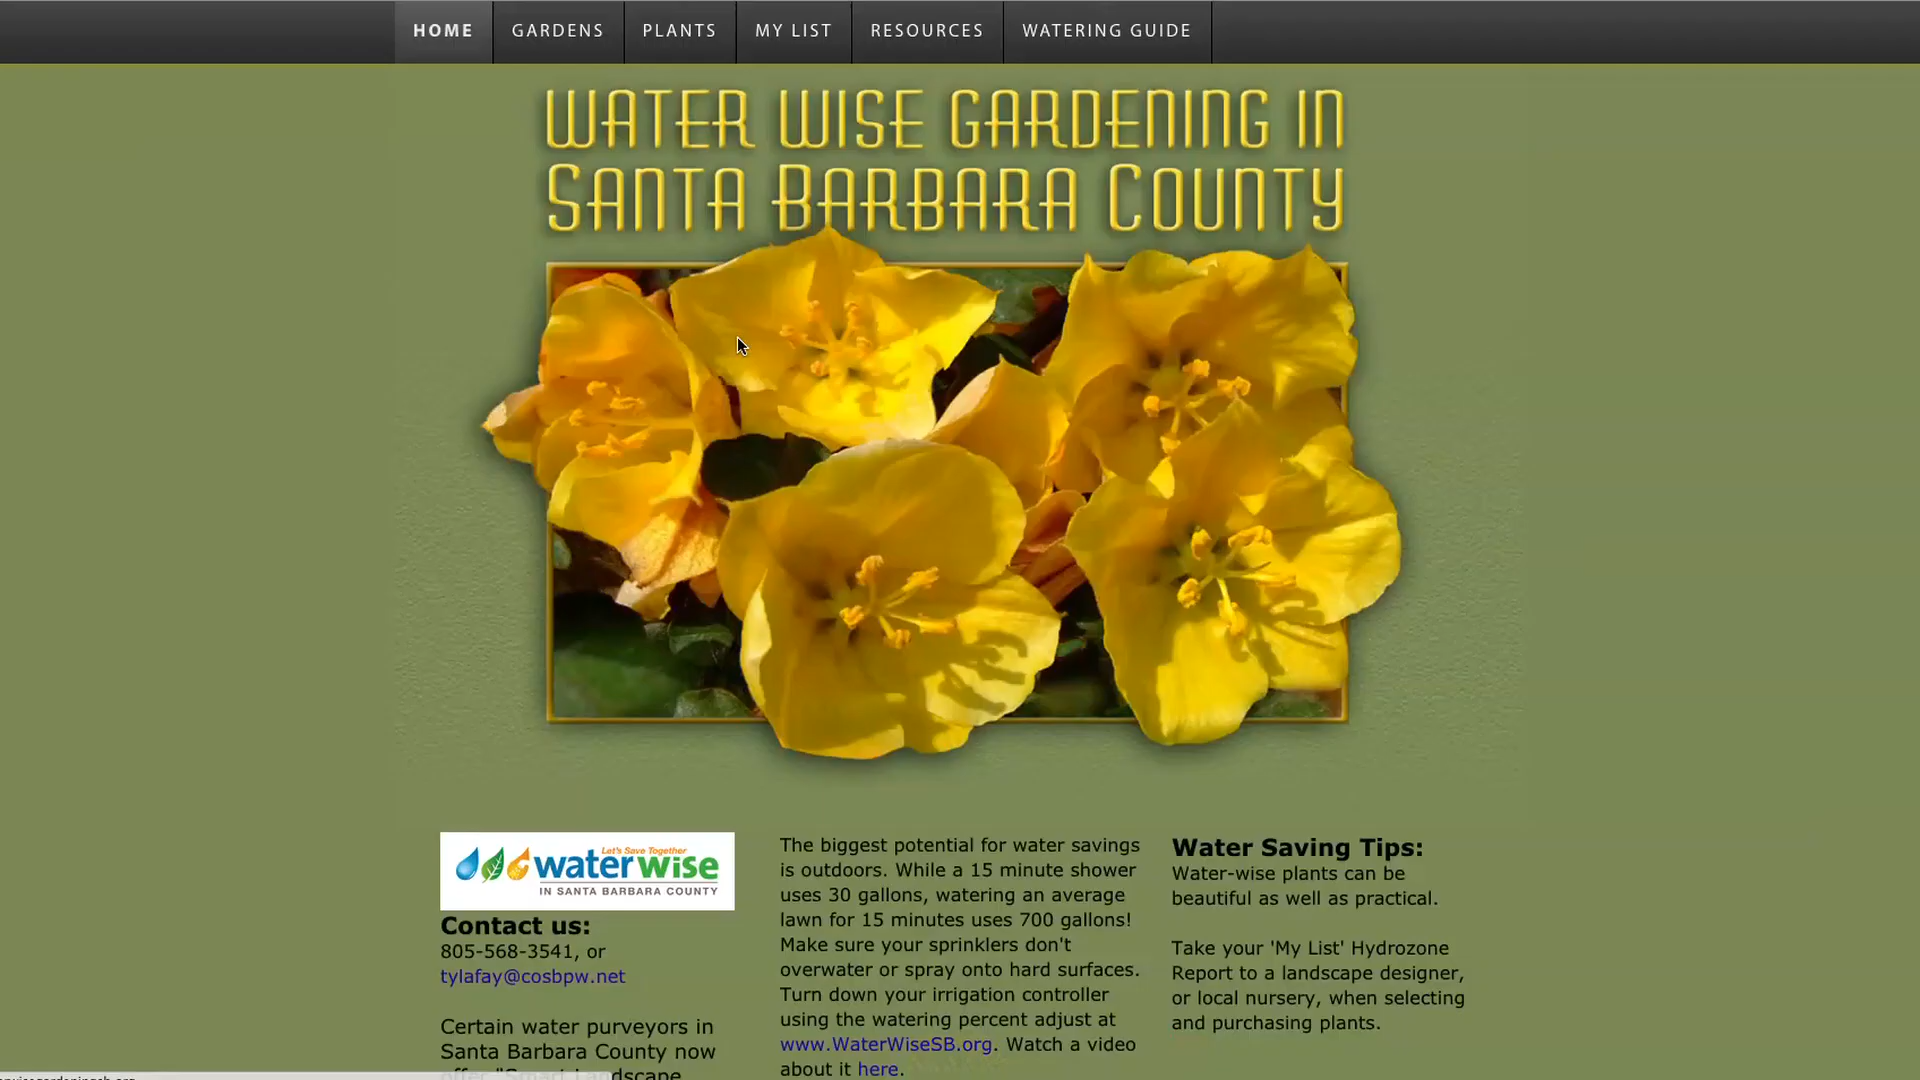 HOME
GARDENS
PLANTS
MY LIST
RESOURCES
WATERING GUIDE
WATER WISE GARDENING IN
SANTA BARBARA COUNTY
Let's Save Together
waterwise
IN SANTA BARBARA COUNTY
Contact us:
805-568-3541, or
tylafay@cosbpw.net
Certain water purveyors in
Santa Barbara County now
offer "Smart Landscape
The biggest potential for water savings
is outdoors. While a 15 minute shower
uses 30 gallons, watering an average
lawn for 15 minutes uses 700 gallons!
Make sure your sprinklers don't
overwater or spray onto hard surfaces.
Turn down your irrigation controller
using the watering percent adjust at
www.WaterWiseSB.org. Watch a video
about it here.
Water Saving Tips:
Water-wise plants can be
beautiful as well as practical.
Take your 'My List' Hydrozone
Report to a landscape designer,
or local nursery, when selecting
and purchasing plants.